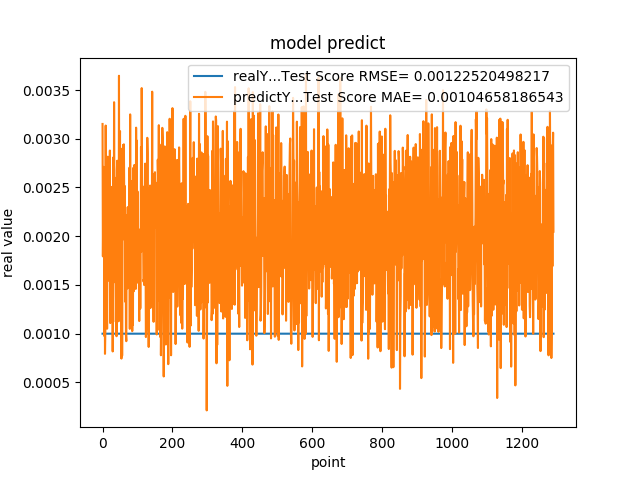 model predict
realY...Test Score RMSE= 0.00122520498217
predictY...Test Score MAE= 0.00104658186543
0.0035
0.0030
0.0025
0.0020
0.0015
0.0010
0.0005
real value
0 200 400 600 800 1000 1200
point